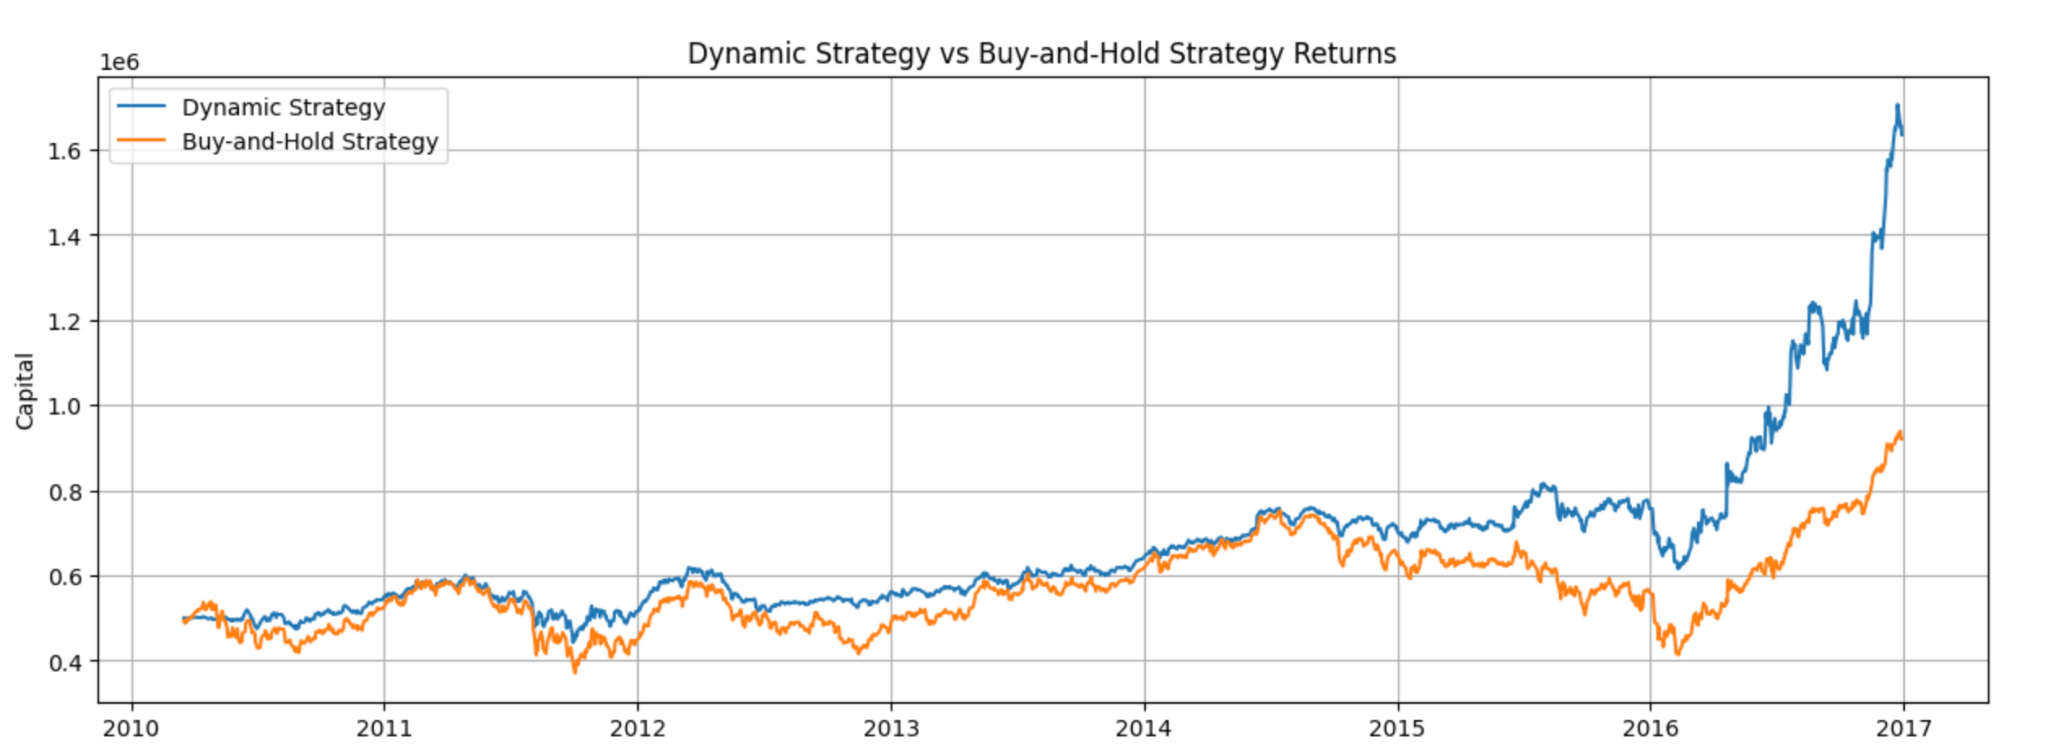 Dynamic Strategy vs Buy-and-Hold Strategy Returns
1e6
Dynamic Strategy
Buy-and-Hold Strategy
1.6
1.4
1.2
1.0
0.8
0.6
0.4
Capital
2010 2011 2012 2013 2014 2015 2016 2017